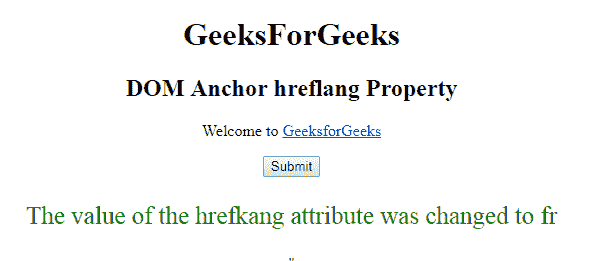 GeeksForGeeks
DOM Anchor hreflang Property
Welcome to GeeksforGeeks
Submit
The value of the hrefkang attribute was changed to fr
"